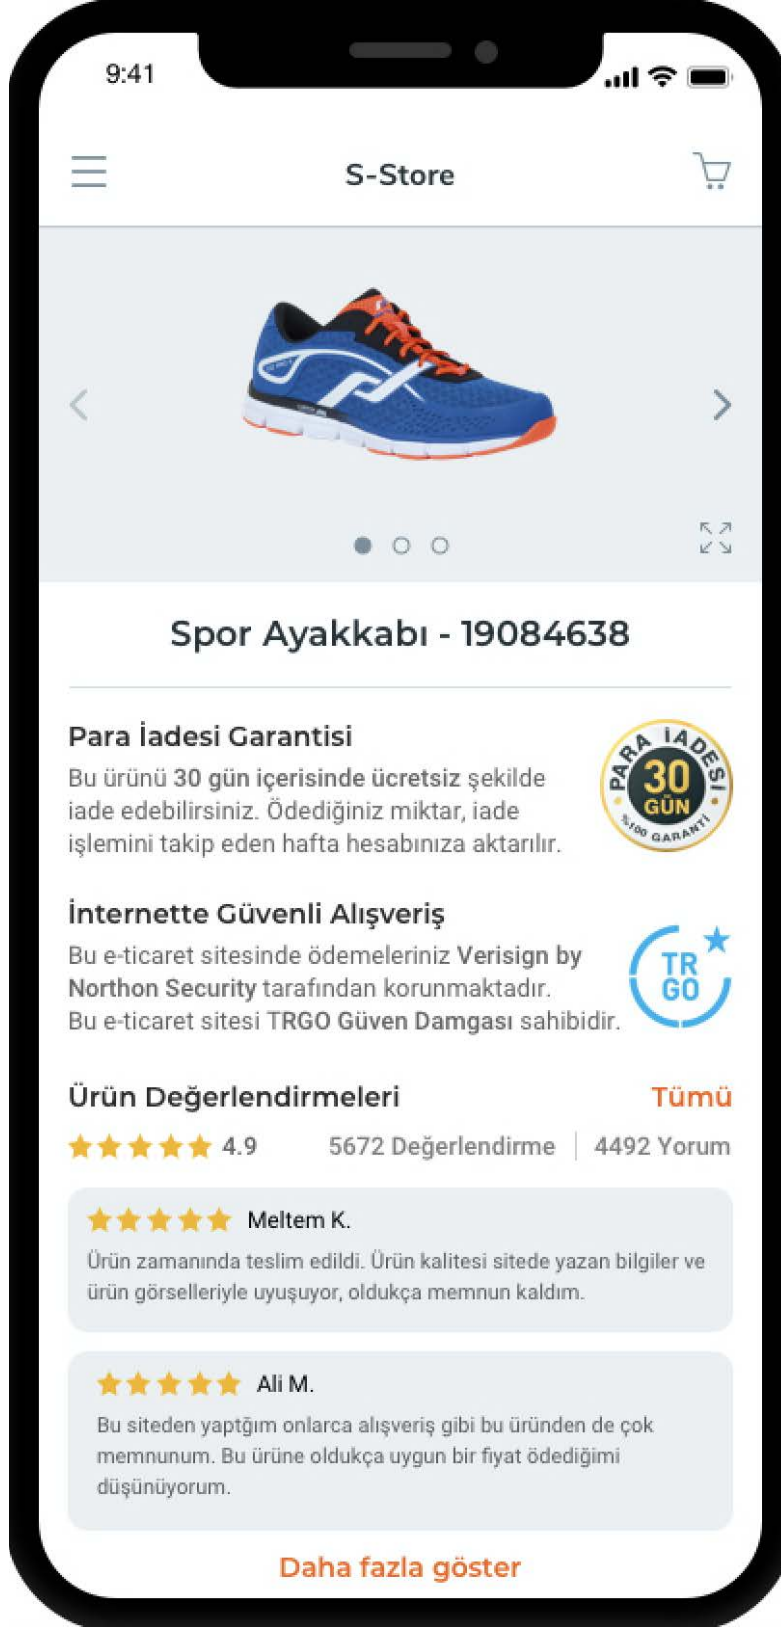 9:41
S-Store
Spor Ayakkabı - 19084638
Para İadesi Garantisi
Bu ürünü 30 gün içerisinde ücretsiz şekilde
iade edebilirsiniz. Ödediğiniz miktar, iade
işlemini takip eden hafta hesabınıza aktarılır.
PARA İADESİ
30
GÜN
%100 GARANTİ
İnternette Güvenli Alışveriş
Bu e-ticaret sitesinde ödemeleriniz Verisign by
Northon Security tarafından korunmaktadır.
Bu e-ticaret sitesi TRGO Güven Damgası sahibidir.
TR
GO
Ürün Değerlendirmeleri Tümü
4.9 5672 Değerlendirme 4492 Yorum
Meltem K.
Ürün zamanında teslim edildi. Ürün kalitesi sitede yazan bilgiler ve
ürün görselleriyle uyuşuyor, oldukça memnun kaldım.
Ali M.
Bu siteden yaptğım onlarca alışveriş gibi bu üründen de çok
memnunum. Bu ürüne oldukça uygun bir fiyat ödediğimi
düşünüyorum.
Daha fazla göster